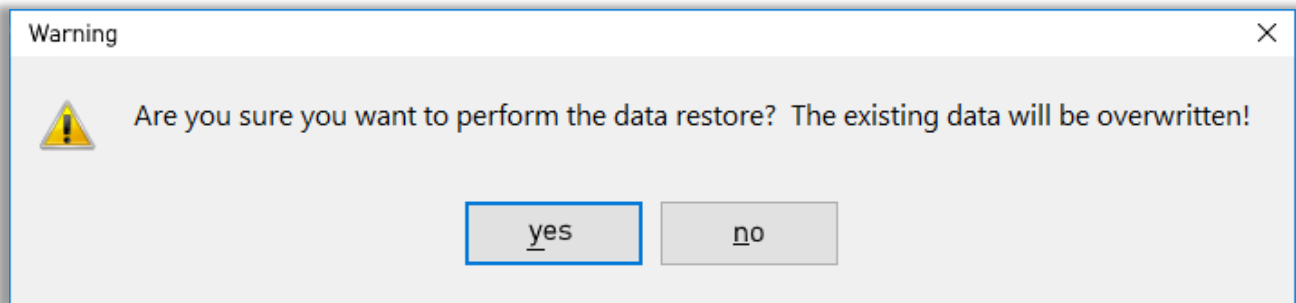 Warning
Are you sure you want to perform the data restore?  The existing data will be overwritten!
yes
no